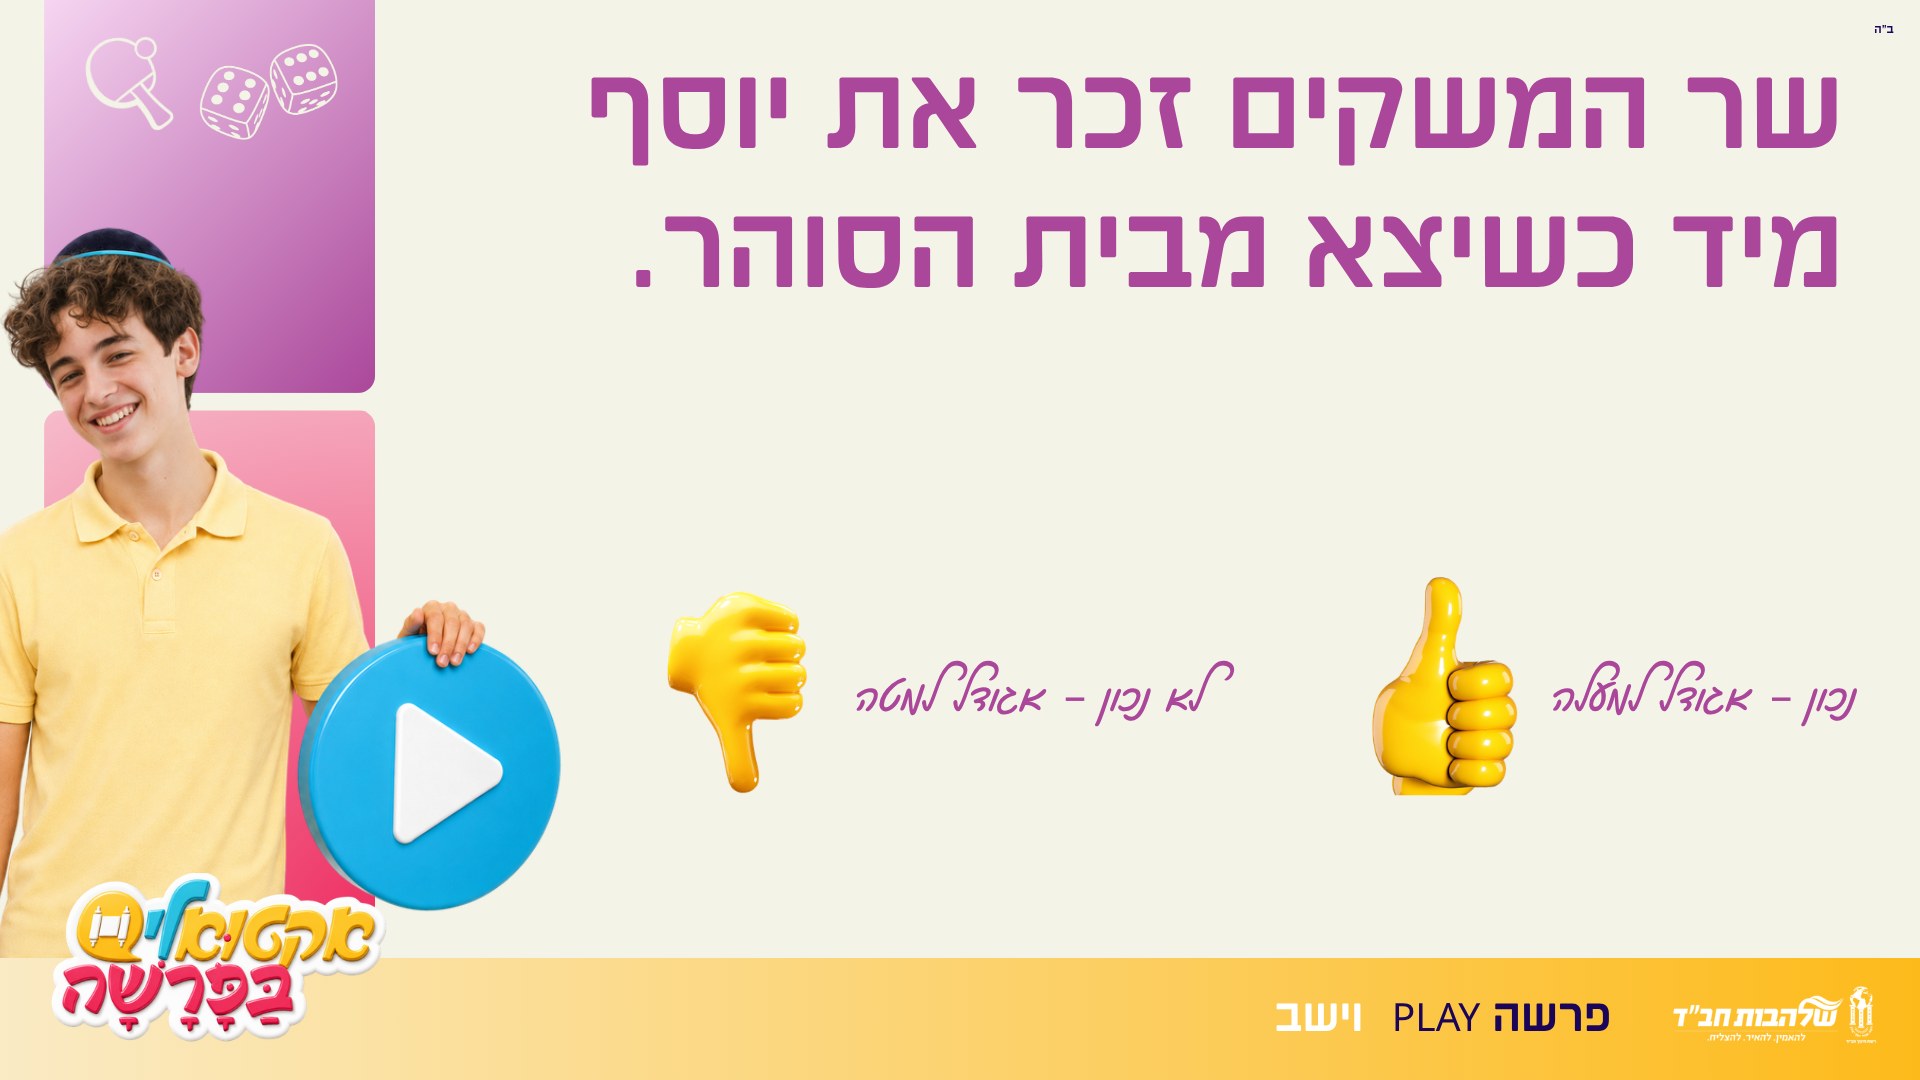 ב"ה
שר המשקים זכר את יוסף
מיד כשיצא מבית הסוהר.
נכון – אגודל למעלה
לא נכון – אגודל למטה
אקטואלי
בַּפָּרָשָׁה
פרשה PLAY וישב
שלהבות חב"ד
להאמין. להאיר. להצליח.